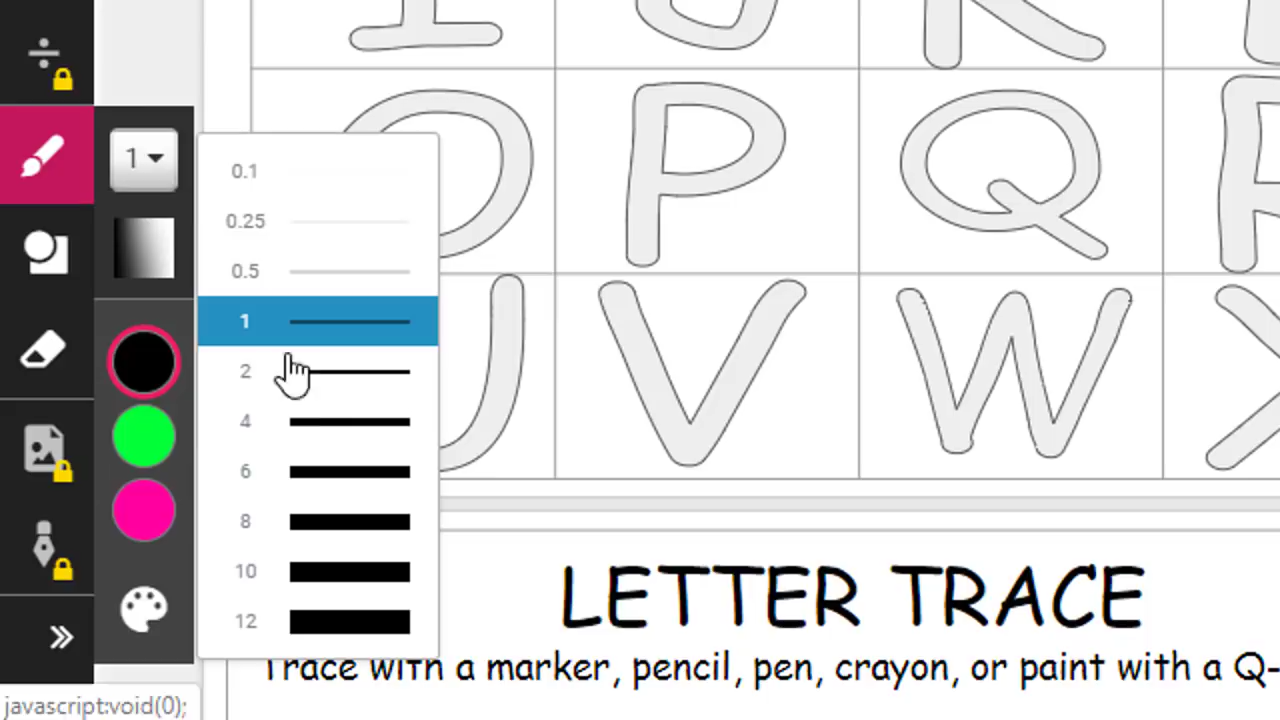 ÷
1
0.1
0.25
0.5
1
2
4
6
8
10
12
O P Q
U V W X
LETTER TRACE
Trace with a marker, pencil, pen, crayon, or paint with a Q-
javascript:void(0);